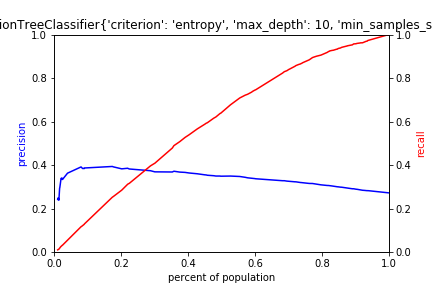 ionTreeClassifier{'criterion': 'entropy', 'max_depth': 10, 'min_samples_s
1.0 1.0
0.8 0.8
0.6 0.6
precision recall
0.4 0.4
0.2 0.2
0.0 0.0
0.0 0.2 0.4 0.6 0.8 1.0
percent of population